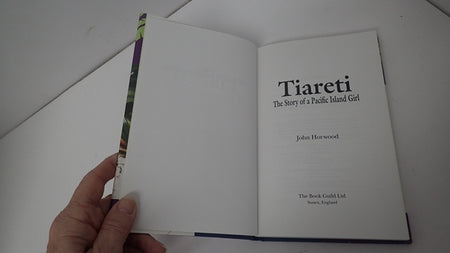 Tiareti
The Story of a Pacific Island Girl
John Horwood
The Book Guild Ltd.
Sussex, England